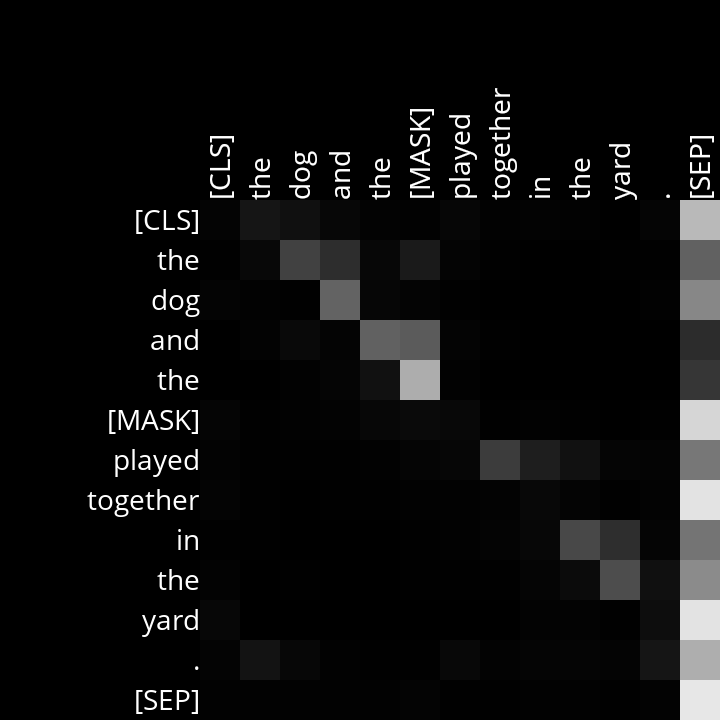 [CLS]
the
dog
and
the
[MASK]
played
together
in
the
yard
.
[SEP]
[CLS]
the
dog
and
the
[MASK]
played
together
in
the
yard
.
[SEP]